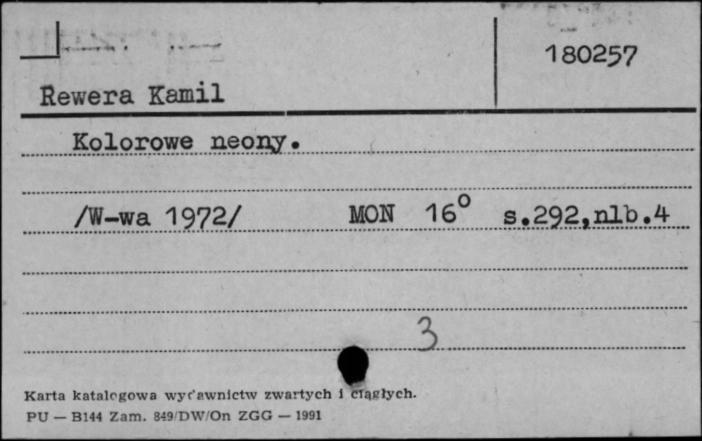 180257
Rewera Kamil
Kolorowe neony.
/W-wa 1972/ MON 16° s.292,nlb.4
3
Karta katalogowa wydawnictw zwartych i ciągłych.
PU — B144 Zam. 849/DW/On ZGG — 1991